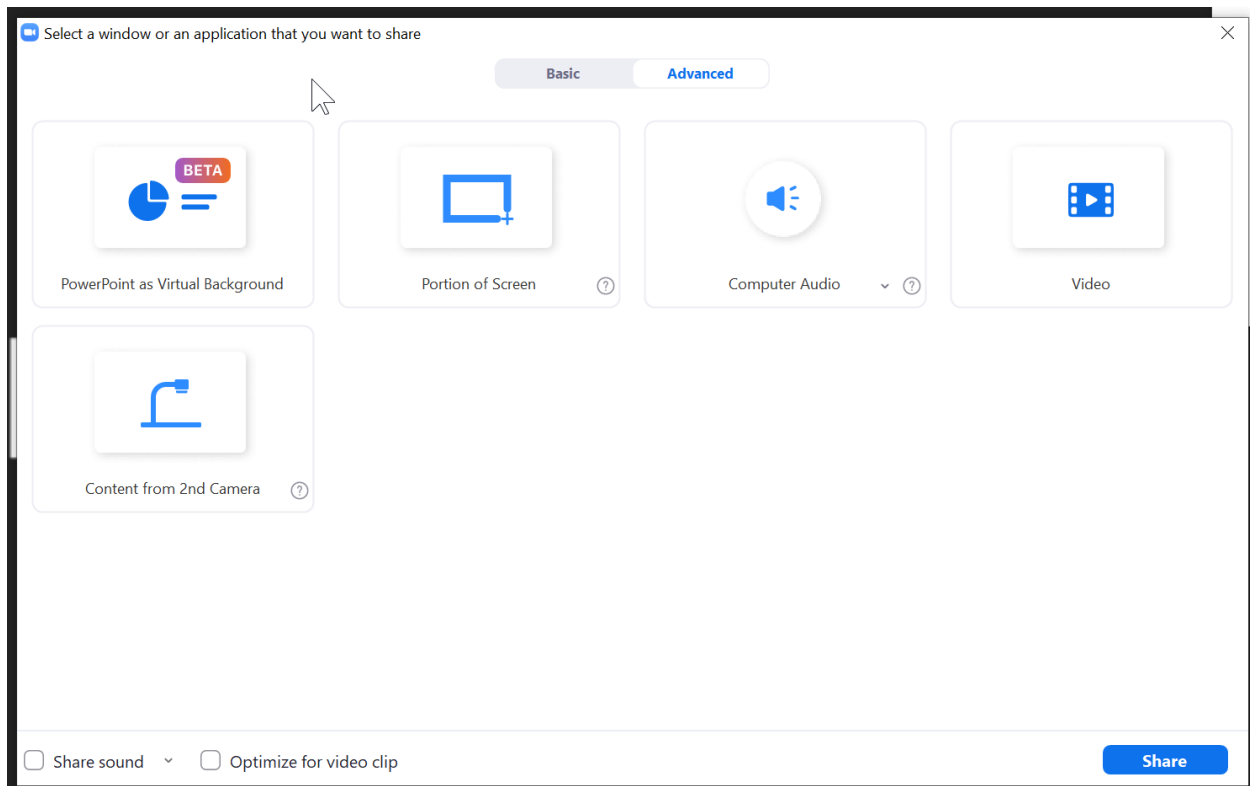 Select a window or an application that you want to share
Basic
Advanced
BETA
PowerPoint as Virtual Background
Portion of Screen
?
Computer Audio
?
Video
Content from 2nd Camera
?
Share sound
Optimize for video clip
Share